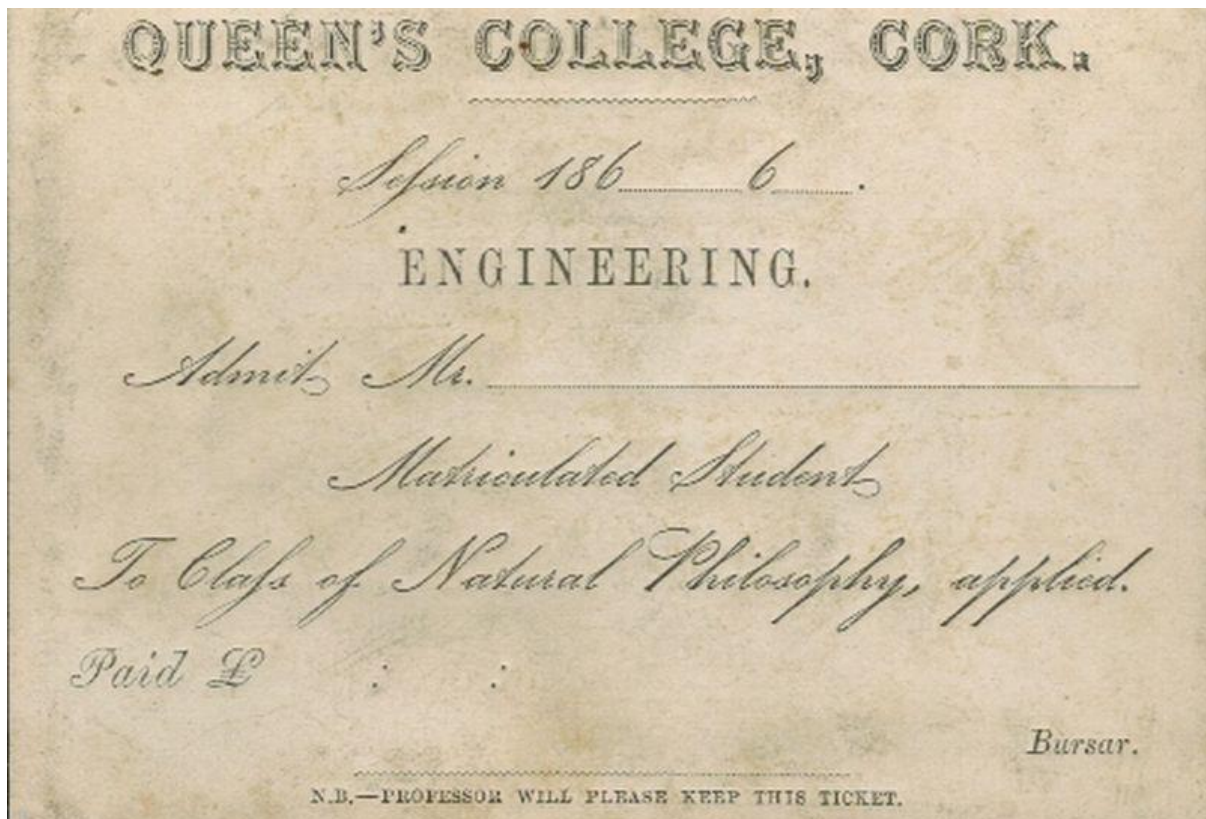 QUEEN'S COLLEGE, CORK.
Seſsion 186 6 .
ENGINEERING.
Admit Mr.
Matriculated Student
To Claſs of Natural Philosophy, applied.
Paid £ : :
Bursar.
N.B.—PROFESSOR WILL PLEASE KEEP THIS TICKET.